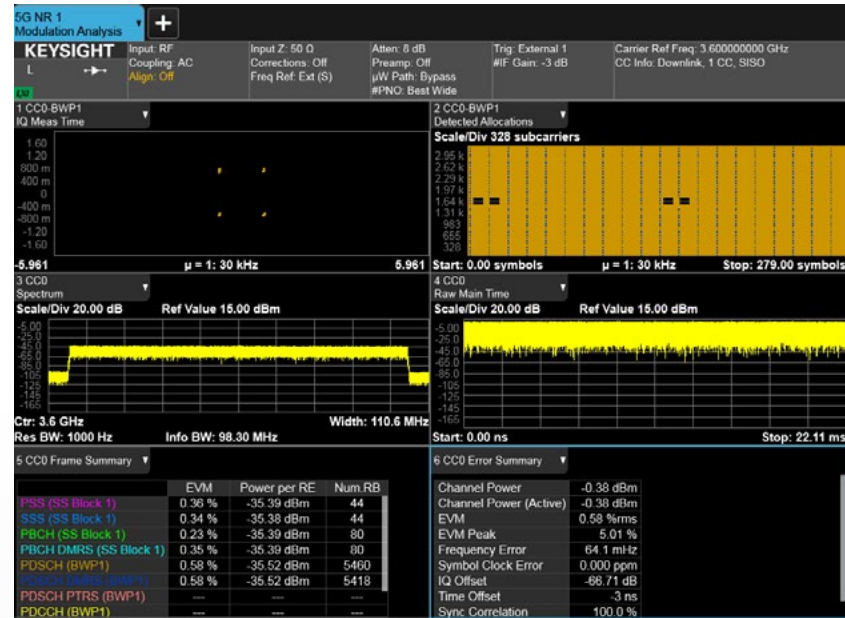 5G NR 1
Modulation Analysis
+
KEYSIGHT
L
LXI
Input: RF
Coupling: AC
Align: Off
Input Z: 50 Ω
Corrections: Off
Freq Ref: Ext (S)
Atten: 8 dB
Preamp: Off
µW Path: Bypass
#PNO: Best Wide
Trig: External 1
#IF Gain: -3 dB
Carrier Ref Freq: 3.600000000 GHz
CC Info: Downlink, 1 CC, SISO
1 CC0-BWP1
IQ Meas Time
1.60
1.20
800 m
400 m
0
-400 m
-800 m
-1.20
-1.60
-5.961 µ = 1: 30 kHz 5.961
2 CC0-BWP1
Detected Allocations
Scale/Div 328 subcarriers
2.95 k
2.62 k
2.29 k
1.97 k
1.64 k
1.31 k
983
655
328
Start: 0.00 symbols µ = 1: 30 kHz Stop: 279.00 symbols
3 CC0
Spectrum
Scale/Div 20.00 dB Ref Value 15.00 dBm
-5.00
-25.0
-45.0
-65.0
-85.0
-105
-125
-145
-165
Ctr: 3.6 GHz Width: 110.6 MHz
Res BW: 1000 Hz Info BW: 98.30 MHz
4 CC0
Raw Main Time
Scale/Div 20.00 dB Ref Value 15.00 dBm
-5.00
-25.0
-45.0
-65.0
-85.0
-105
-125
-145
-165
Start: 0.00 ns Stop: 22.11 ms
5 CC0 Frame Summary
EVM Power per RE Num.RB
PSS (SS Block 1) 0.36 % -35.39 dBm 44
SSS (SS Block 1) 0.34 % -35.38 dBm 44
PBCH (SS Block 1) 0.23 % -35.39 dBm 80
PBCH DMRS (SS Block 1) 0.35 % -35.39 dBm 80
PDSCH (BWP1) 0.58 % -35.52 dBm 5460
PDSCH DMRS (BWP1) 0.58 % -35.52 dBm 5418
PDSCH PTRS (BWP1) --- --- ---
PDCCH (BWP1) --- --- ---
6 CC0 Error Summary
Channel Power -0.38 dBm
Channel Power (Active) -0.38 dBm
EVM 0.58 %rms
EVM Peak 5.01 %
Frequency Error 64.1 mHz
Symbol Clock Error 0.000 ppm
IQ Offset -66.71 dB
Time Offset -3 ns
Sync Correlation 100.0 %